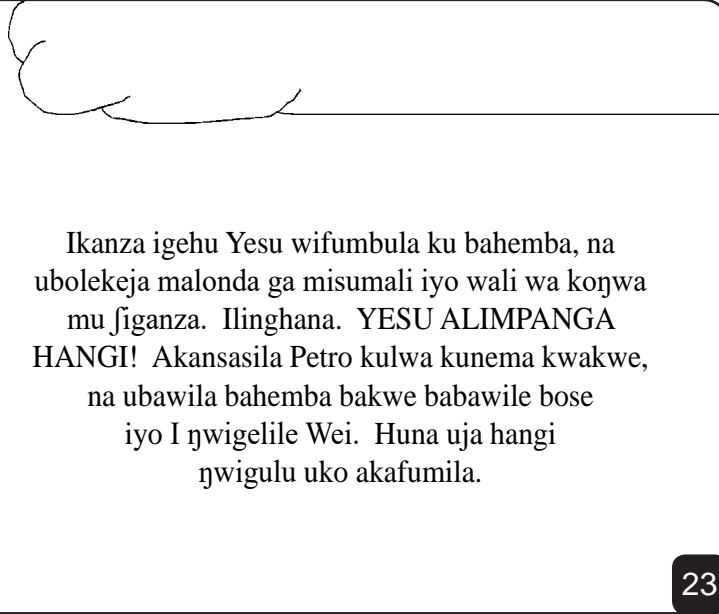 Ikanza igehu Yesu wifumbula ku bahemba, na
ubolekeja malonda ga misumali iyo wali wa koŋwa
mu ʃiganza.  Ilinghana.  YESU ALIMPANGA
HANGI!  Akansasila Petro kulwa kunema kwakwe,
na ubawila bahemba bakwe babawile bose
iyo I ŋwigelile Wei.  Huna uja hangi
ŋwigulu uko akafumila.
23